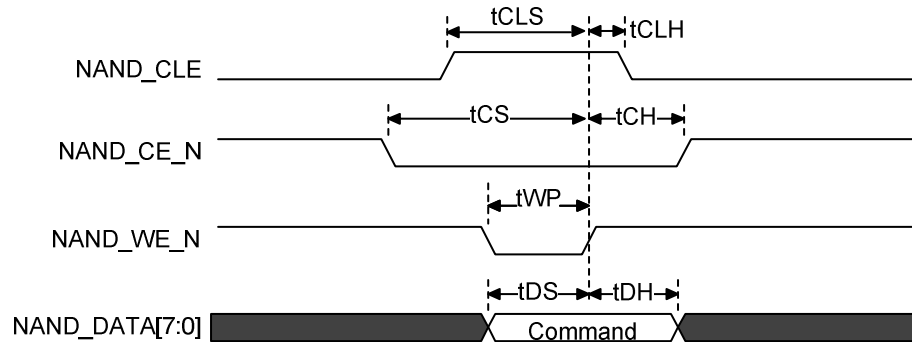 tCLS
tCLH
NAND_CLE
tCS
tCH
NAND_CE_N
tWP
NAND_WE_N
tDS
tDH
NAND_DATA[7:0]
Command